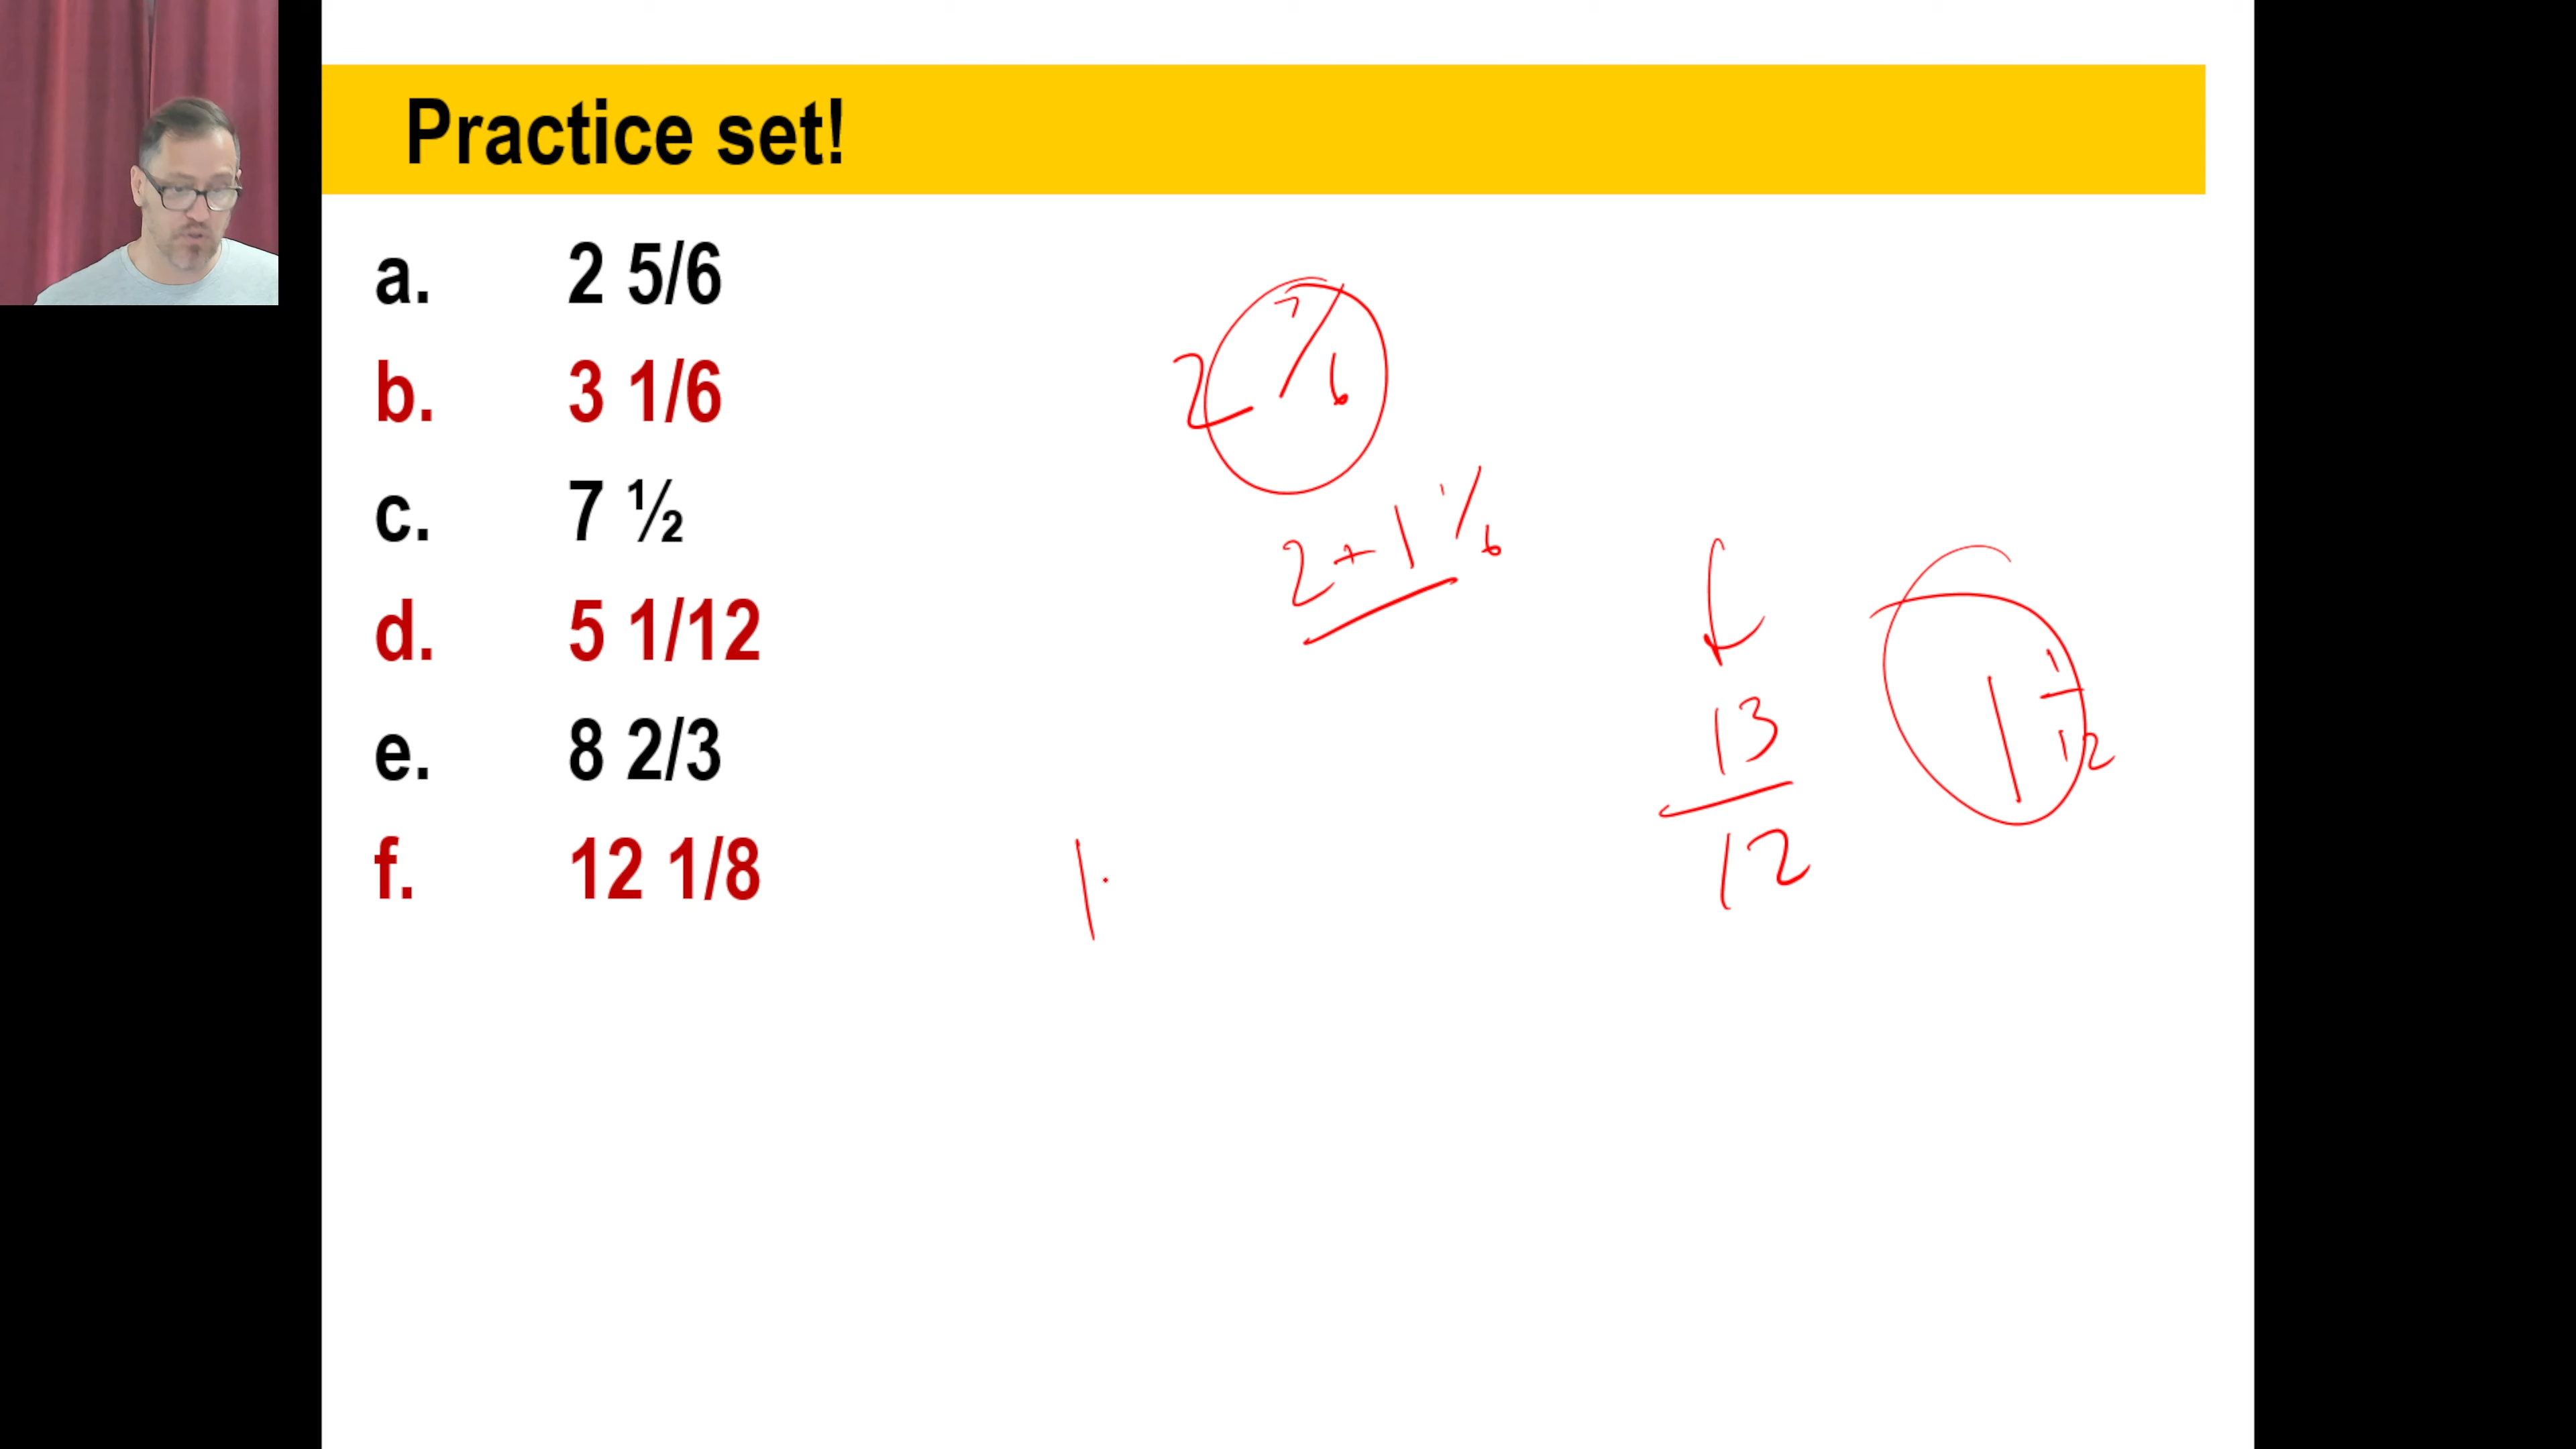 Practice set!
a. 2 5/6
b. 3 1/6
c. 7 ½
d. 5 1/12
e. 8 2/3
f. 12 1/8
2 7/6
2 + 1 1/6
13
12
1 1/12
1